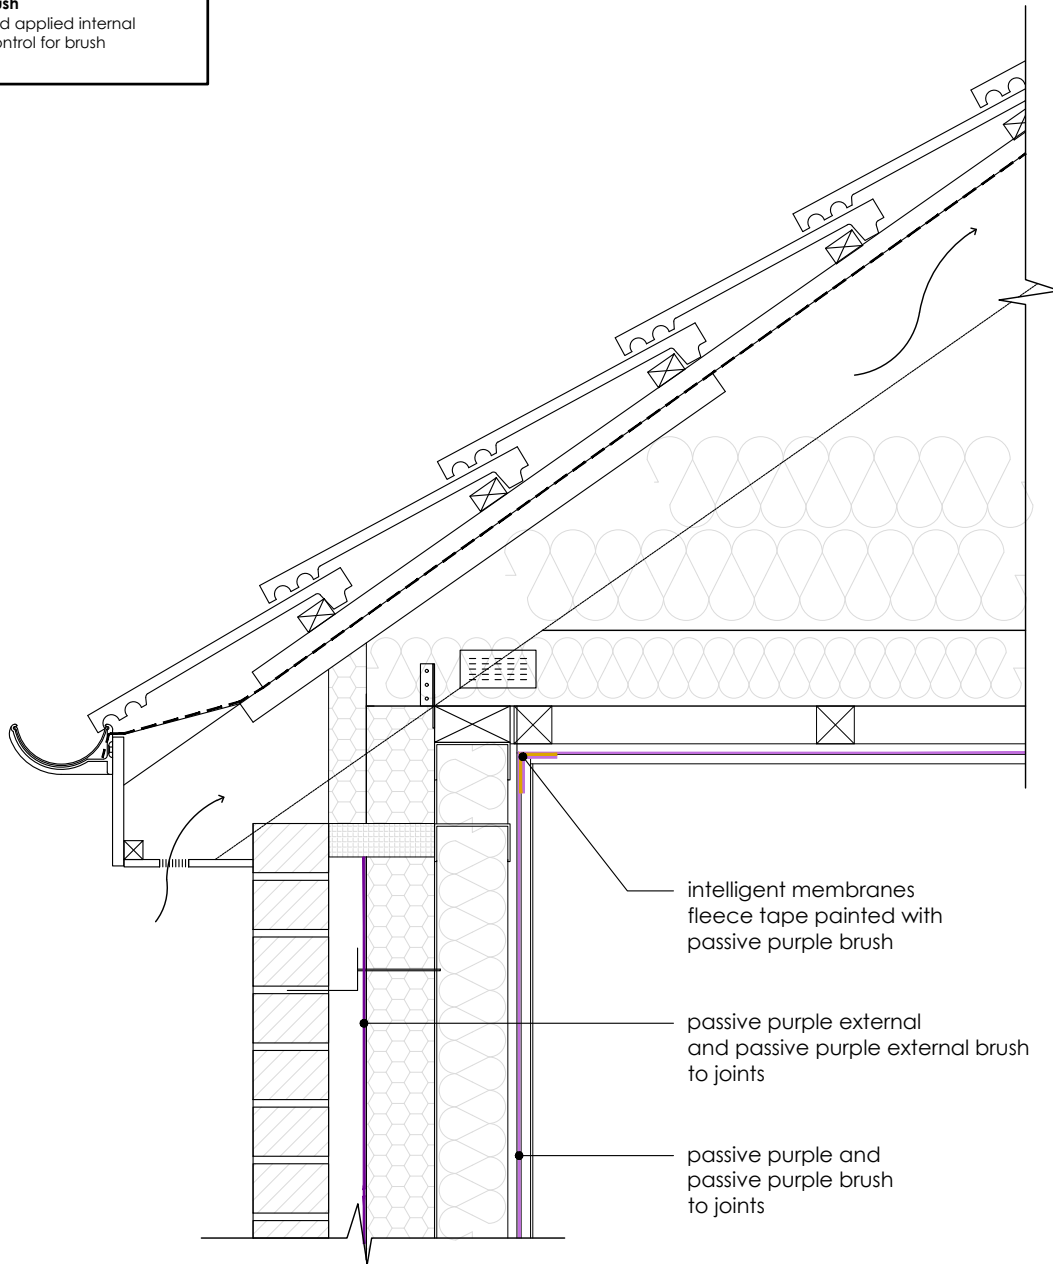 d applied internal
ontrol for brush
intelligent membranes
fleece tape painted with
passive purple brush
passive purple external
and passive purple external brush
to joints
passive purple and
passive purple brush
to joints